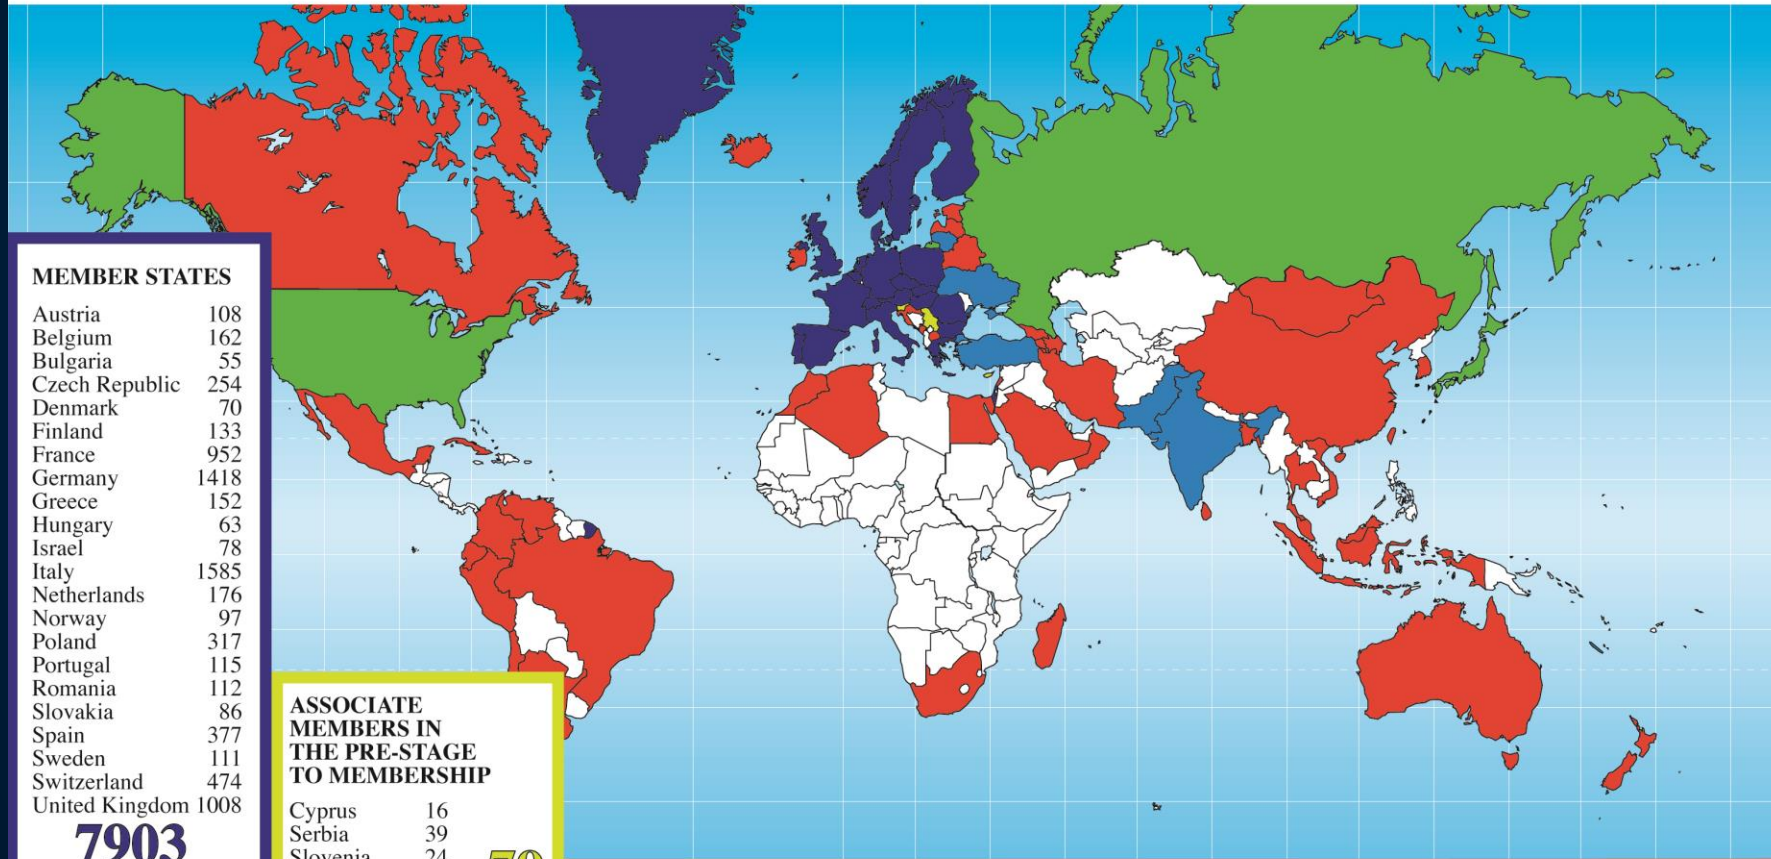 MEMBER STATES
Austria 108
Belgium 162
Bulgaria 55
Czech Republic 254
Denmark 70
Finland 133
France 952
Germany 1418
Greece 152
Hungary 63
Israel 78
Italy 1585
Netherlands 176
Norway 97
Poland 317
Portugal 115
Romania 112
Slovakia 86
Spain 377
Sweden 111
Switzerland 474
United Kingdom 1008
7903
ASSOCIATE
MEMBERS IN
THE PRE-STAGE
TO MEMBERSHIP
Cyprus 16
Serbia 39
Slovenia 24
79